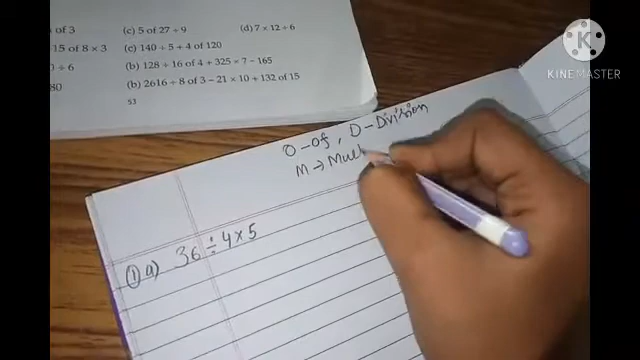 of 3 (c) 5 of 27 ÷ 9 (d) 7 × 12 ÷ 6
15 of 8 × 3 (c) 140 ÷ 5 + 4 of 120
÷ 6 (b) 128 ÷ 16 of 4 + 325 × 7 – 165
80 (b) 2616 ÷ 8 of 3 – 21 × 10 + 132 of 15
53
KINEMASTER
O - Of, D - Division
M →
① a) 36 ÷ 4 × 5